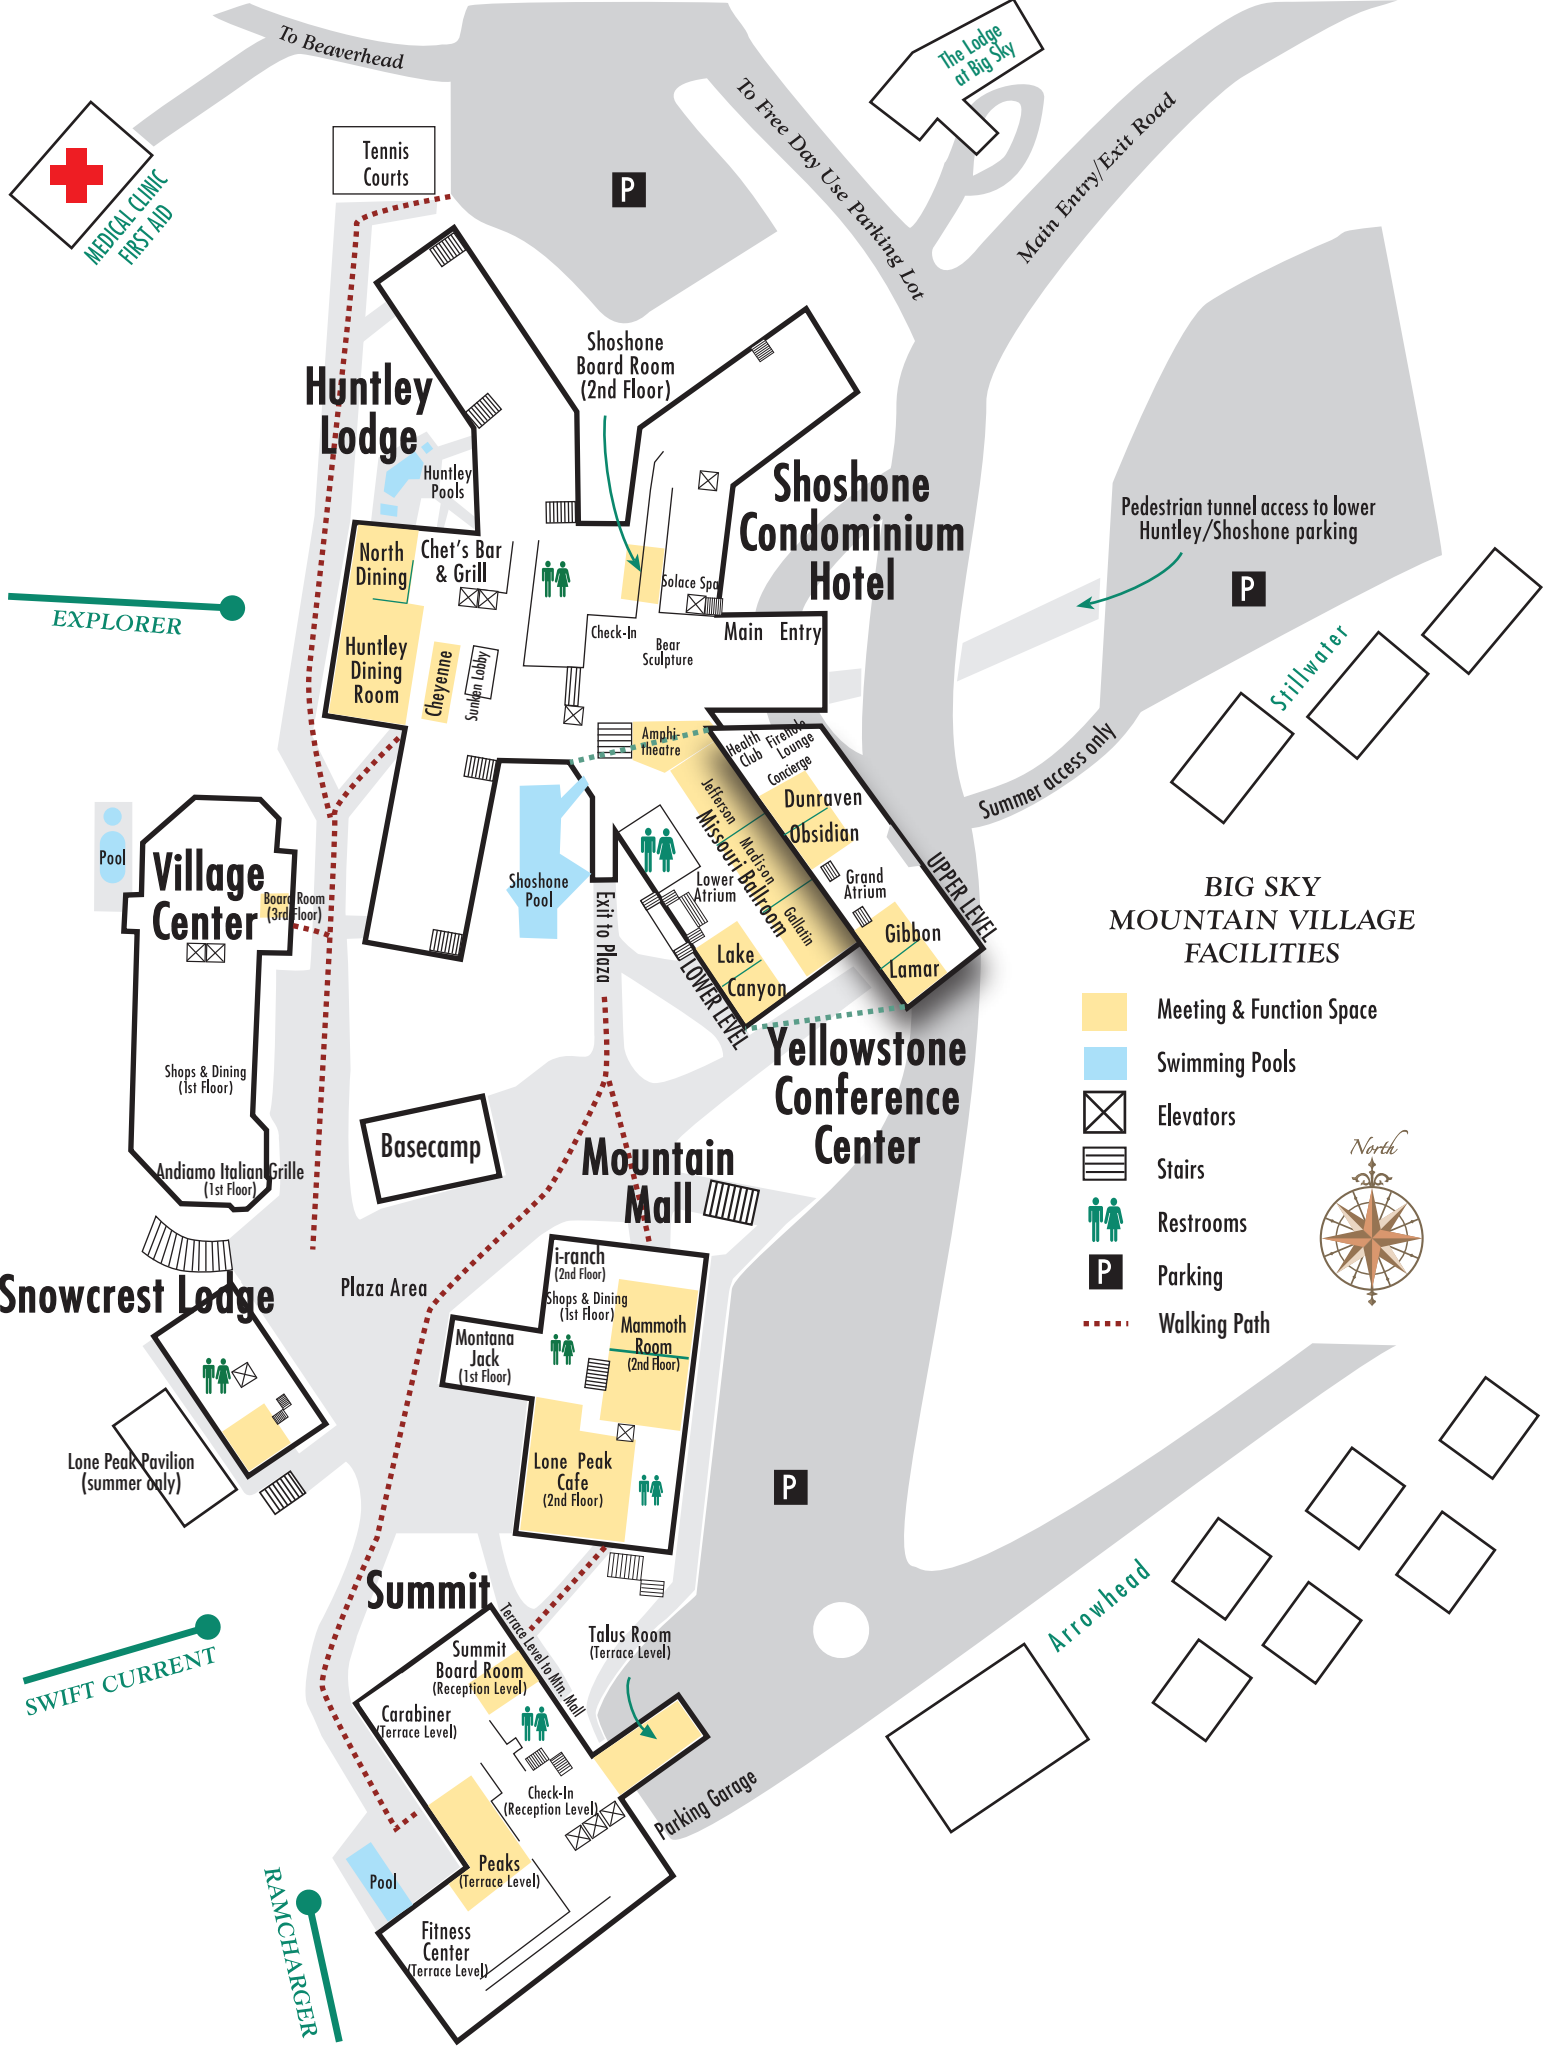 To Beaverhead
The Lodge
at Big Sky
To Free Day Use Parking Lot
Main Entry/Exit Road
MEDICAL CLINIC
FIRST AID
Tennis
Courts
P
Shoshone
Board Room
(2nd Floor)
Huntley
Lodge
Huntley
Pools
Shoshone
Condominium
Hotel
Pedestrian tunnel access to lower
Huntley/Shoshone parking
P
North
Dining
Chet's Bar
& Grill
Solace Spa
EXPLORER
Huntley
Dining
Room
Cheyenne
Sunken Lobby
Check-In
Bear
Sculpture
Main Entry
Stillwater
Amphi-
theatre
Health
Club
Firehole
Lounge
Concierge
Summer access only
Dunraven
Obsidian
Jefferson
Missouri Ballroom
Madison
Gallatin
Grand
Atrium
UPPER LEVEL
Gibbon
Lamar
Lower
Atrium
Lake
Canyon
LOWER LEVEL
Shoshone
Pool
Exit to Plaza
Pool
Village
Center
Board Room
(3rd Floor)
Shops & Dining
(1st Floor)
Andiamo Italian Grille
(1st Floor)
Yellowstone
Conference
Center
BIG SKY
MOUNTAIN VILLAGE
FACILITIES
Meeting & Function Space
Swimming Pools
Elevators
Stairs
Restrooms
P
Parking
Walking Path
North
Basecamp
Mountain
Mall
Snowcrest Lodge
Plaza Area
i-ranch
(2nd Floor)
Shops & Dining
(1st Floor)
Mammoth
Room
(2nd Floor)
Montana
Jack
(1st Floor)
Lone Peak
Cafe
(2nd Floor)
Lone Peak Pavilion
(summer only)
P
Summit
Terrace Level to Mtn. Mall
Talus Room
(Terrace Level)
Arrowhead
Summit
Board Room
(Reception Level)
Carabiner
(Terrace Level)
SWIFT CURRENT
Check-In
(Reception Level)
Parking Garage
Peaks
(Terrace Level)
Pool
Fitness
Center
(Terrace Level)
RAMCHARGER